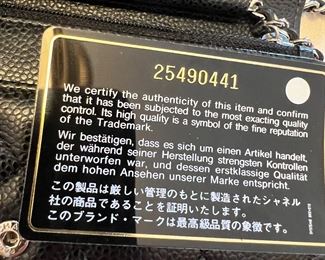 25490441
We certify the authenticity of this item and confirm
that it has been subjected to the most exacting quality
control. Its high quality is a symbol of the fine reputation
of the Trademark.
Wir bestätigen, dass es sich um einen Artikel handelt,
der während seiner Herstellung strengsten Kontrollen
unterworfen war, und dessen erstklassige Qualität
dem hohen Ansehen unserer Marke entspricht.
この製品は厳しい管理のもとに製造されたシャネル
社の商品であることを証明いたします。
このブランド・マークは最高級品質の象徴です。